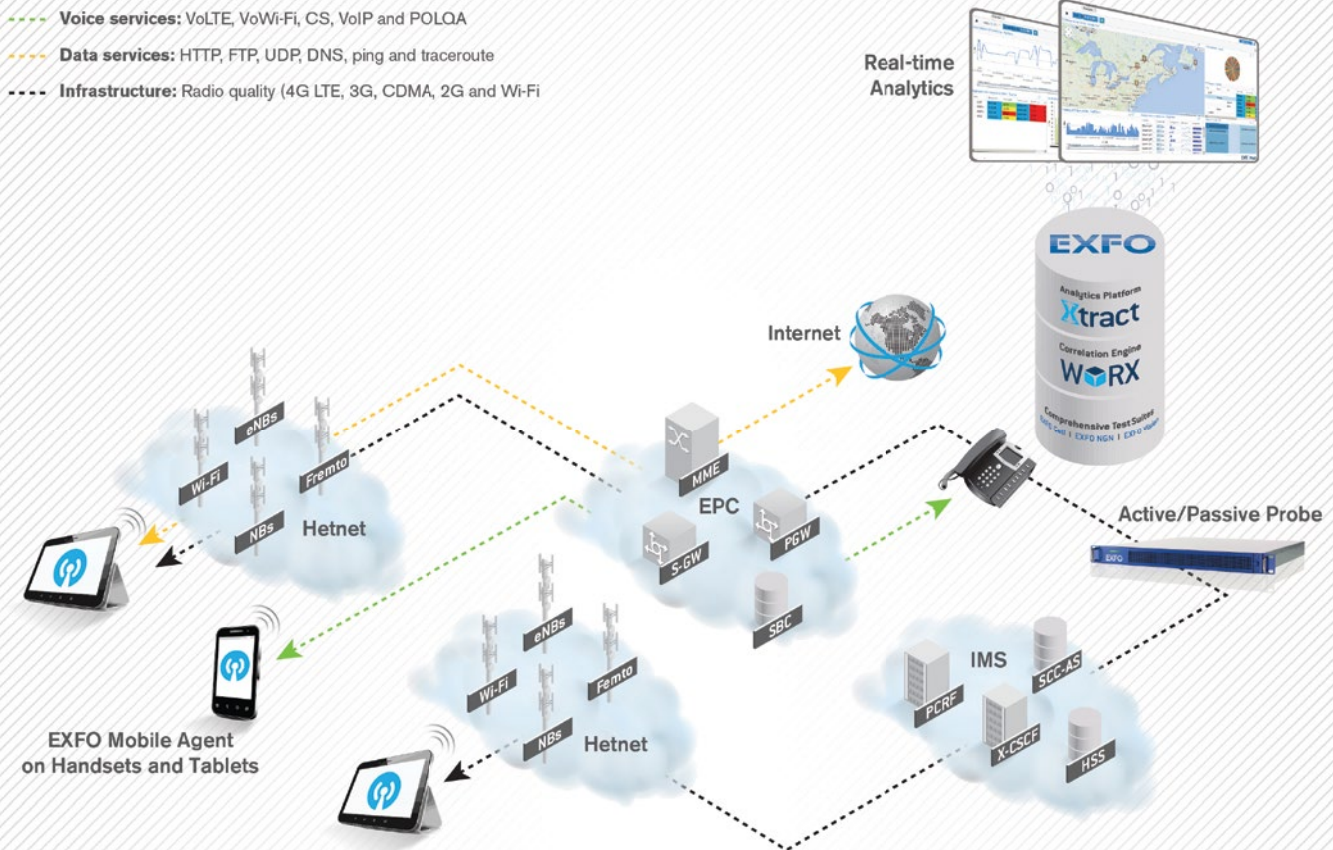 Voice services: VoLTE, VoWi-Fi, CS, VoIP and POLQA
Data services: HTTP, FTP, UDP, DNS, ping and traceroute
Infrastructure: Radio quality (4G LTE, 3G, CDMA, 2G and Wi-Fi
Real-time
Analytics
EXFO
Analytics Platform
Xtract
Correlation Engine
WORX
Comprehensive Test Suites
EXFO NGN
Internet
eNBs
Wi-Fi
Fremto
NBs
Hetnet
MME
EPC
S-GW
PGW
SBC
Active/Passive Probe
EXFO
eNBs
Wi-Fi
Femto
NBs
Hetnet
IMS
SCC-AS
PCRF
X-CSCF
HSS
EXFO Mobile Agent
on Handsets and Tablets